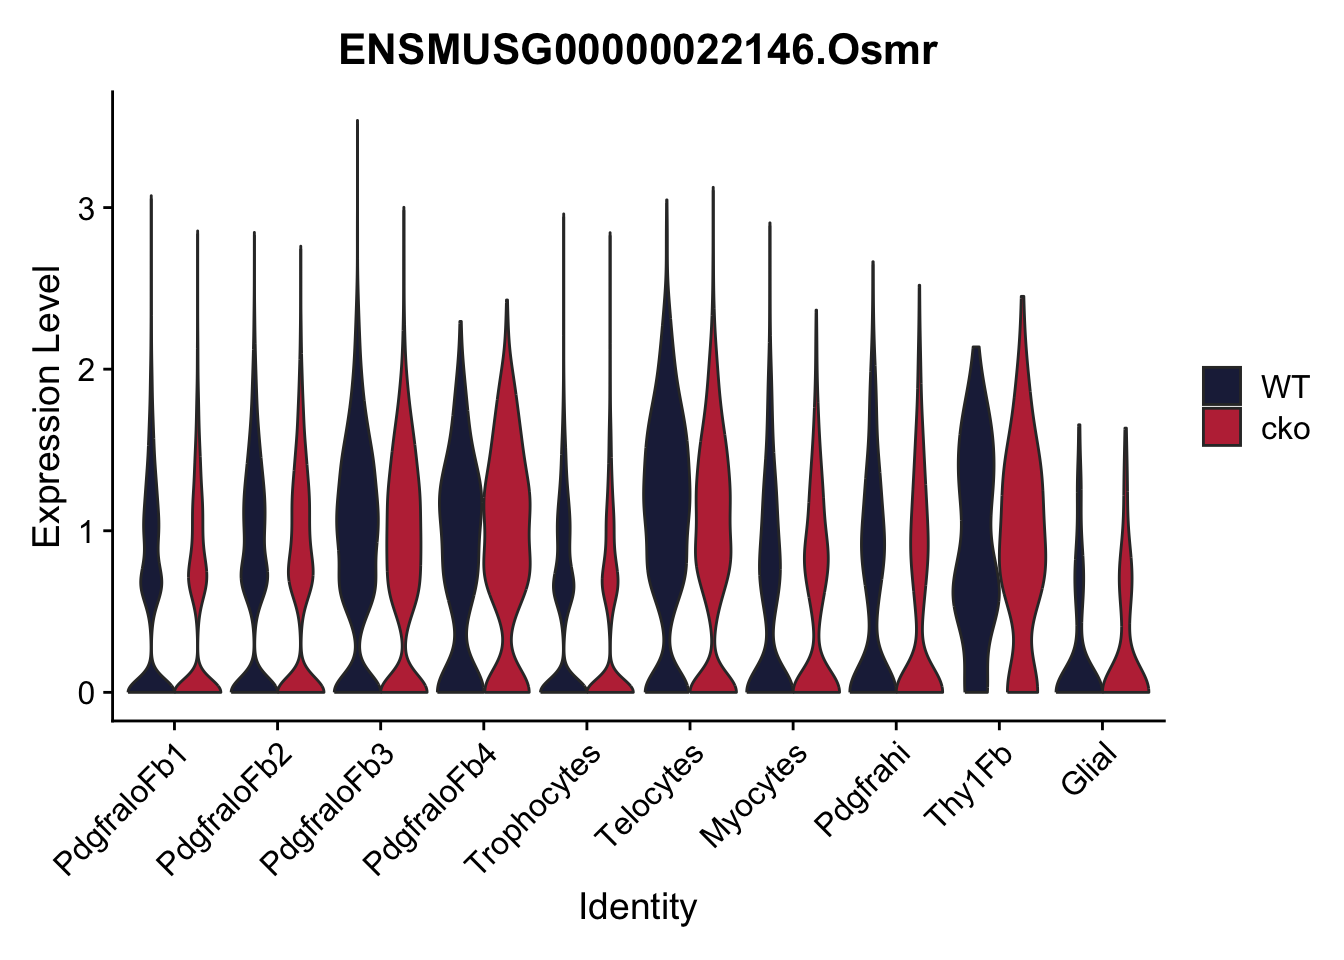 ENSMUSG00000022146.Osmr
Expression Level
3
2
1
0
WT
cko
PdgfraloFb1
PdgfraloFb2
PdgfraloFb3
PdgfraloFb4
Trophocytes
Telocytes
Myocytes
Pdgfrahi
Thy1Fb
Glial
Identity